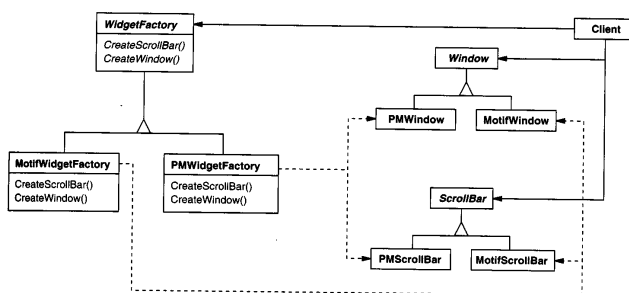 WidgetFactory
CreateScrollBar()
CreateWindow()
Client
Window
PMWindow
MotifWindow
MotifWidgetFactory
CreateScrollBar()
CreateWindow()
PMWidgetFactory
CreateScrollBar()
CreateWindow()
ScrollBar
PMScrollBar
MotifScrollBar